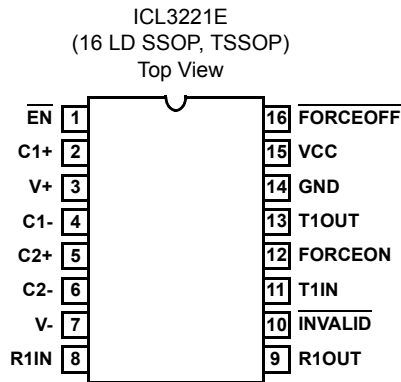 ICL3221E
(16 LD SSOP, TSSOP)
Top View
EN 1 16 FORCEOFF
C1+ 2 15 VCC
V+ 3 14 GND
C1- 4 13 T1OUT
C2+ 5 12 FORCEON
C2- 6 11 T1IN
V- 7 10 INVALID
R1IN 8 9 R1OUT